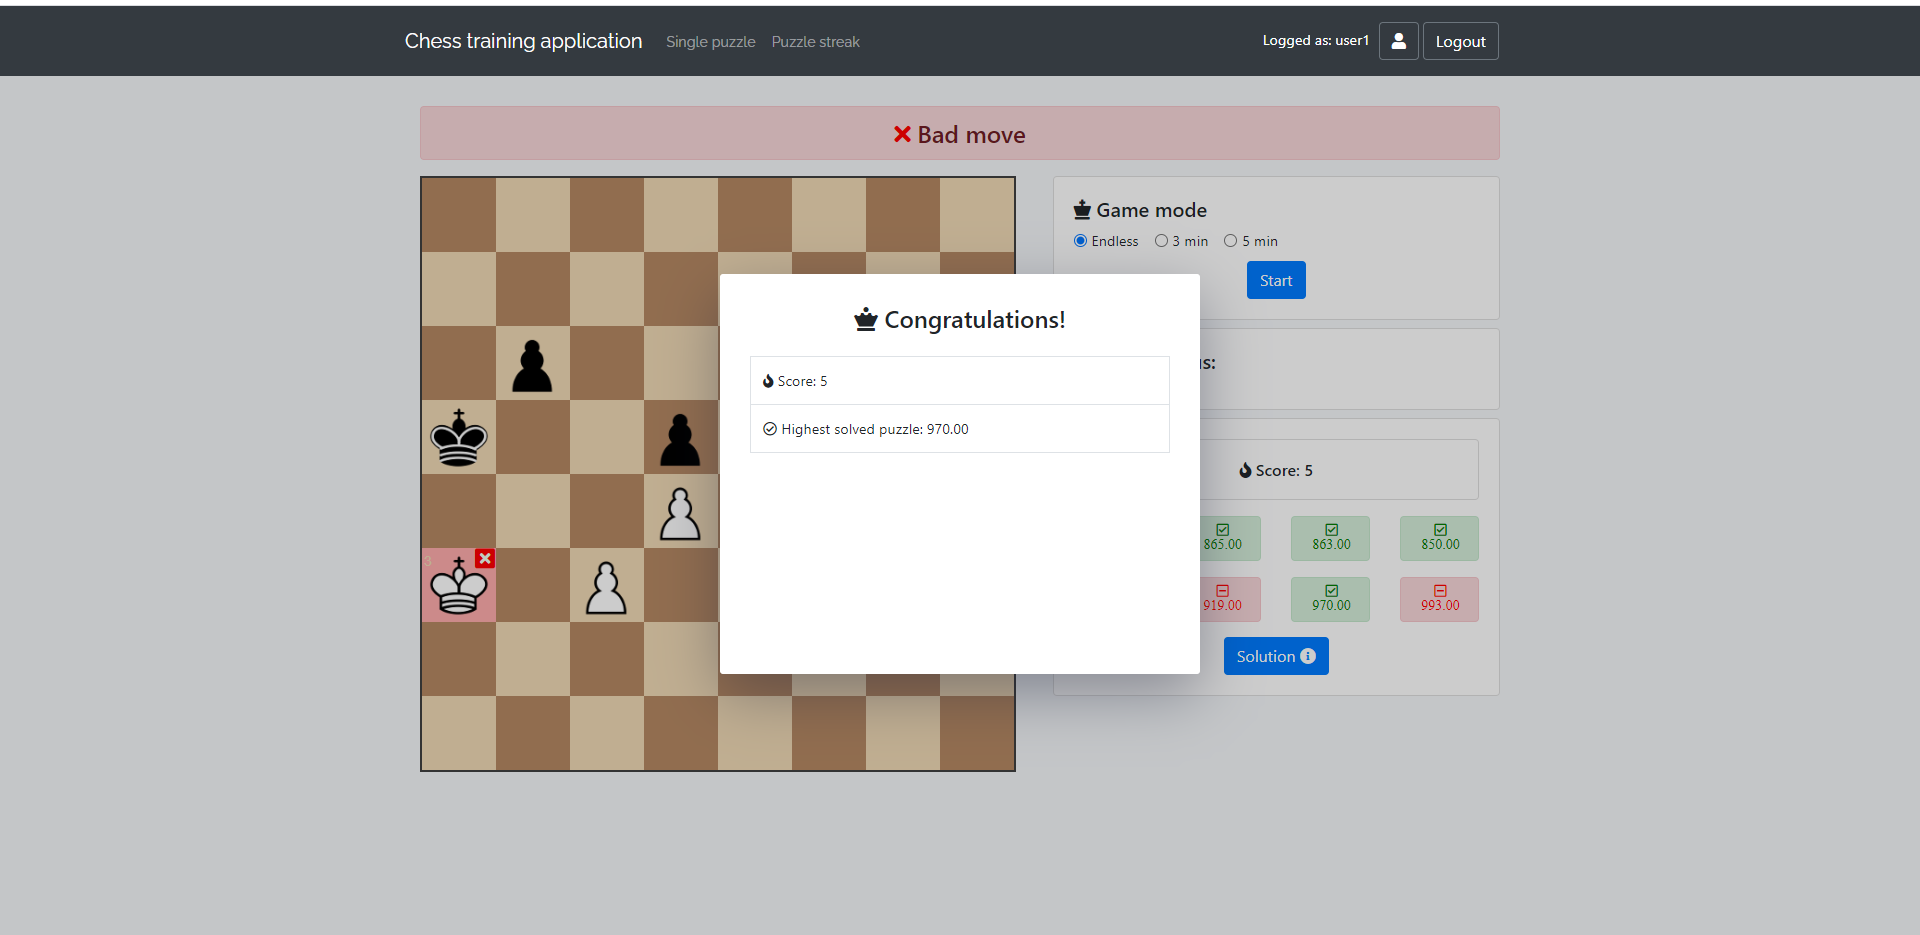 Chess training application Single puzzle Puzzle streak Logged as: user1 Logout
Bad move
Game mode
Endless 3 min 5 min
Start
Congratulations!
Score: 5
Highest solved puzzle: 970.00
Score: 5
865.00 863.00 850.00
919.00 970.00 993.00
Solution
3